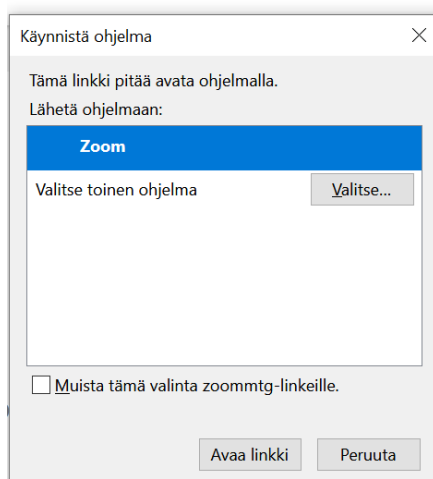 Käynnistä ohjelma
Tämä linkki pitää avata ohjelmalla.
Lähetä ohjelmaan:
Zoom
Valitse toinen ohjelma Valitse...
Muista tämä valinta zoommtg-linkeille.
Avaa linkki Peruuta